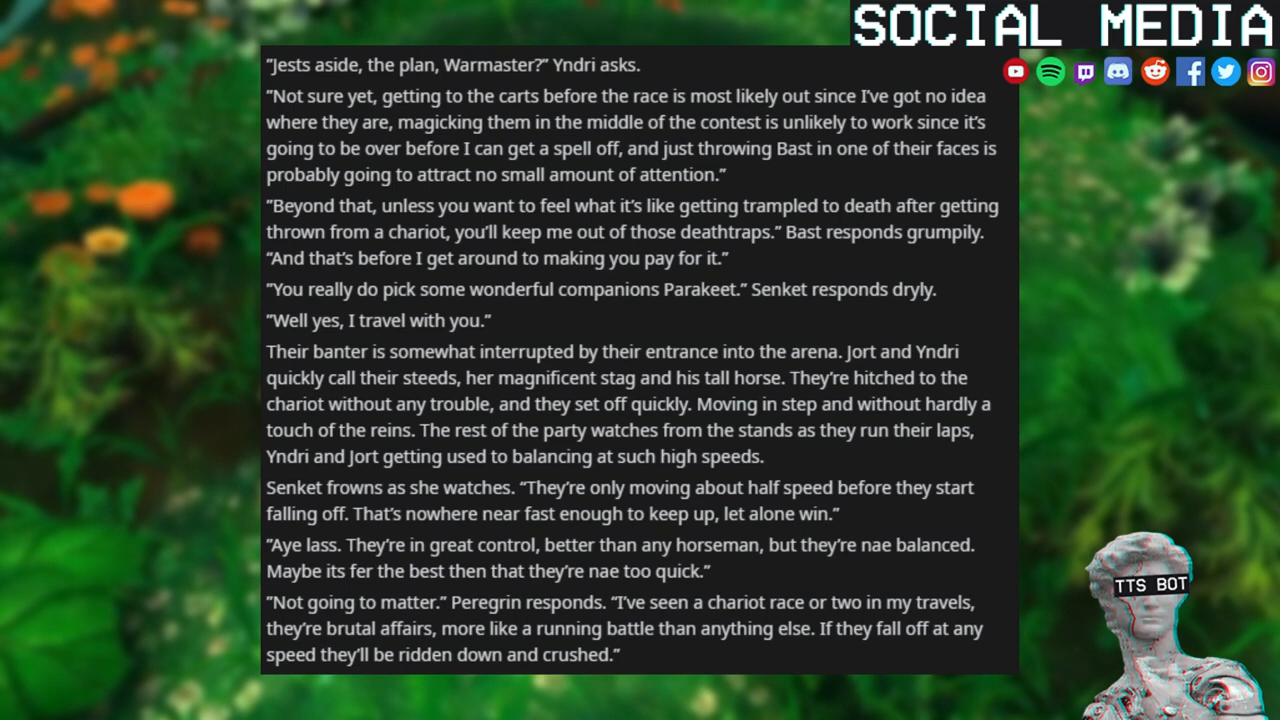 SOCIAL MEDIA
"Jests aside, the plan, Warmaster?" Yndri asks.
"Not sure yet, getting to the carts before the race is most likely out since I've got no idea
where they are, magicking them in the middle of the contest is unlikely to work since it's
going to be over before I can get a spell off, and just throwing Bast in one of their faces is
probably going to attract no small amount of attention."
"Beyond that, unless you want to feel what it's like getting trampled to death after getting
thrown from a chariot, you'll keep me out of those deathtraps." Bast responds grumpily.
"And that's before I get around to making you pay for it."
"You really do pick some wonderful companions Parakeet." Senket responds dryly.
"Well yes, I travel with you."
Their banter is somewhat interrupted by their entrance into the arena. Jort and Yndri
quickly call their steeds, her magnificent stag and his tall horse. They're hitched to the
chariot without any trouble, and they set off quickly. Moving in step and without hardly a
touch of the reins. The rest of the party watches from the stands as they run their laps,
Yndri and Jort getting used to balancing at such high speeds.
Senket frowns as she watches. "They're only moving about half speed before they start
falling off. That's nowhere near fast enough to keep up, let alone win."
"Aye lass. They're in great control, better than any horseman, but they're nae balanced.
Maybe its fer the best then that they're nae too quick."
"Not going to matter." Peregrin responds. "I've seen a chariot race or two in my travels,
they're brutal affairs, more like a running battle than anything else. If they fall off at any
speed they'll be ridden down and crushed."
TTS BOT